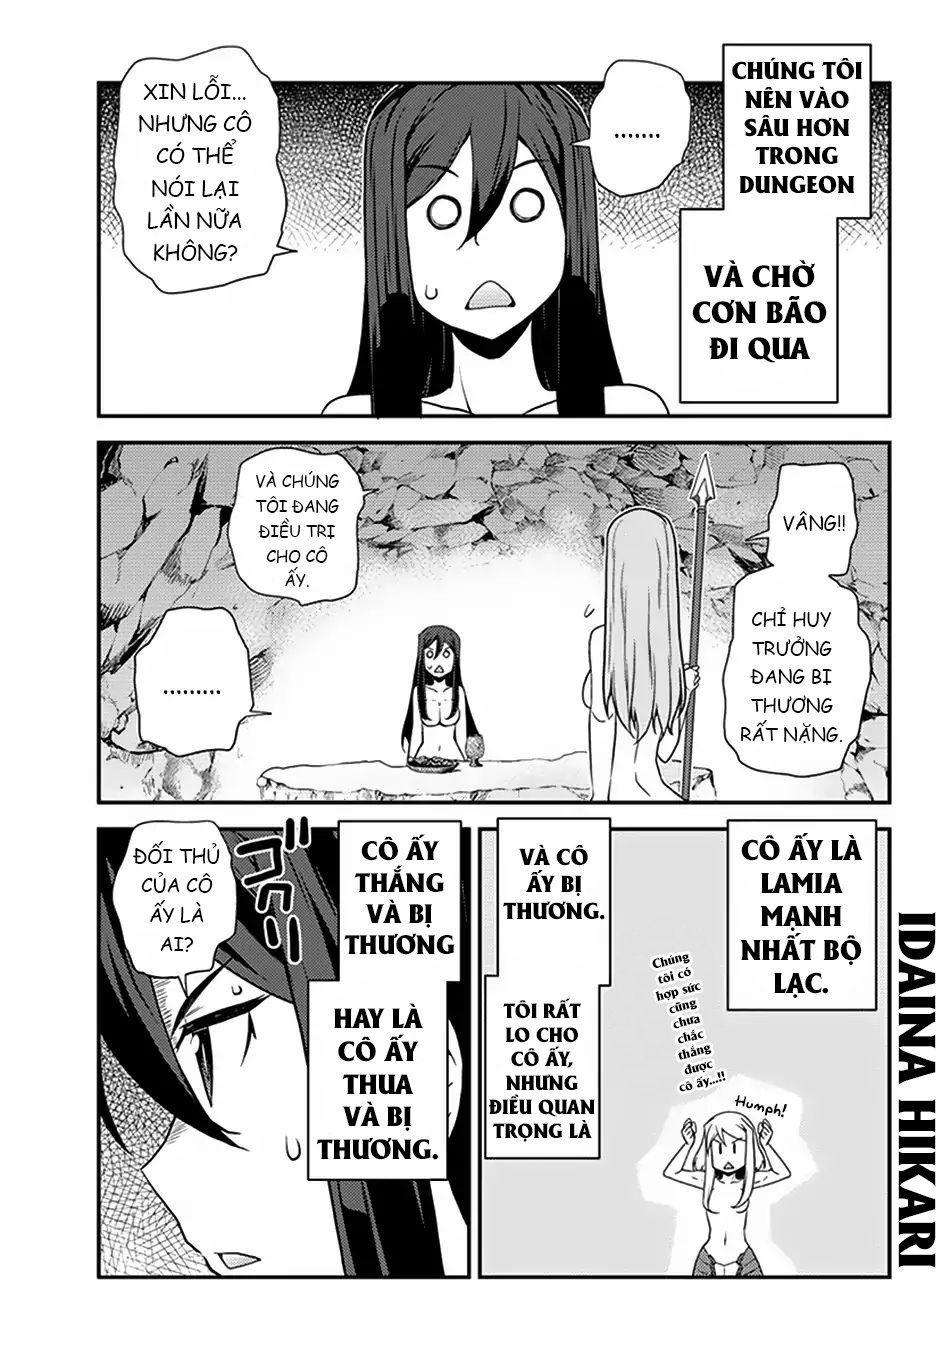 CHÚNG TÔI
NÊN VÀO
SÂU HƠN
TRONG
DUNGEON
VÀ CHỜ
CƠN BÃO
ĐI QUA
.......
XIN LỖI...
NHƯNG CÔ
CÓ THỂ
NÓI LẠI
LẦN NỮA
KHÔNG?
VÂNG!!
CHỈ HUY
TRƯỞNG
ĐANG BỊ
THƯƠNG
RẤT NẶNG.
VÀ CHÚNG
TÔI ĐANG
ĐIỀU TRỊ
CHO CÔ
ẤY.
.........
CÔ ẤY LÀ
LAMIA
MẠNH
NHẤT BỘ
LẠC.
Chúng
tôi có
hợp sức
cũng
chưa
chắc
thắng
được
cô ấy...!!
Humph!
VÀ CÔ
ẤY BỊ
THƯƠNG.
TÔI RẤT
LO CHO
CÔ ẤY,
NHƯNG
ĐIỀU QUAN
TRỌNG LÀ
CÔ ẤY
THẮNG
VÀ BỊ
THƯƠNG
HAY LÀ
CÔ ẤY
THUA
VÀ BỊ
THƯƠNG.
ゴクリ
ĐỐI THỦ
CỦA CÔ
ẤY LÀ
AI?
IDAINA HIKARI